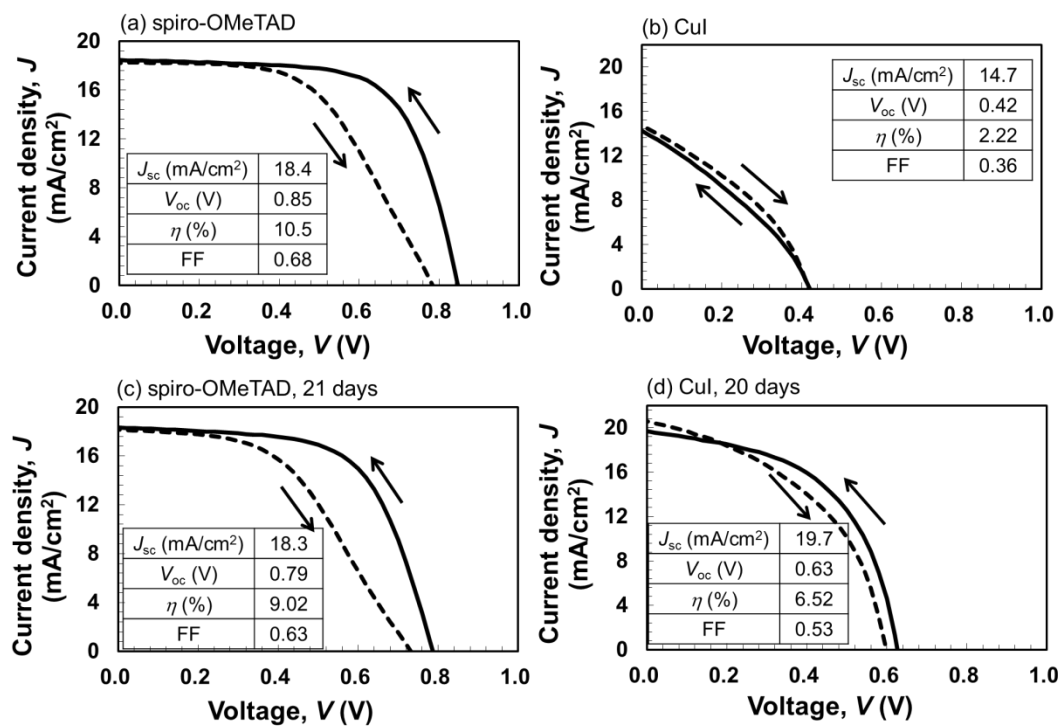 (a) spiro-OMeTAD
Current density, J
(mA/cm²)
20
16
12
8
4
0
Jsc (mA/cm²) 18.4
Voc (V) 0.85
η (%) 10.5
FF 0.68
0.0 0.2 0.4 0.6 0.8 1.0
Voltage, V (V)
(b) CuI
Current density, J
(mA/cm²)
20
16
12
8
4
0
Jsc (mA/cm²) 14.7
Voc (V) 0.42
η (%) 2.22
FF 0.36
0.0 0.2 0.4 0.6 0.8 1.0
Voltage, V (V)
(c) spiro-OMeTAD, 21 days
Current density, J
(mA/cm²)
20
16
12
8
4
0
Jsc (mA/cm²) 18.3
Voc (V) 0.79
η (%) 9.02
FF 0.63
0.0 0.2 0.4 0.6 0.8 1.0
Voltage, V (V)
(d) CuI, 20 days
Current density, J
(mA/cm²)
20
16
12
8
4
0
Jsc (mA/cm²) 19.7
Voc (V) 0.63
η (%) 6.52
FF 0.53
0.0 0.2 0.4 0.6 0.8 1.0
Voltage, V (V)